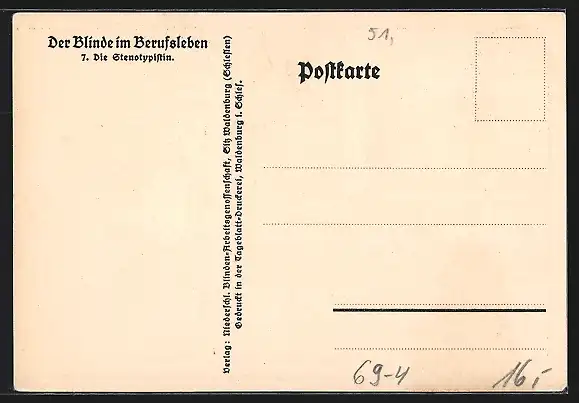 Der Blinde im Berufsleben
7. Die Stenotypistin.
Verlag: Niederschl. Blinden-Arbeitsgenossenschaft, Sitz Waldenburg (Schlesien)
Gedruckt in der Tageblatt-Druckerei, Waldenburg i. Schles.
51,
Postkarte
69-4
16,-